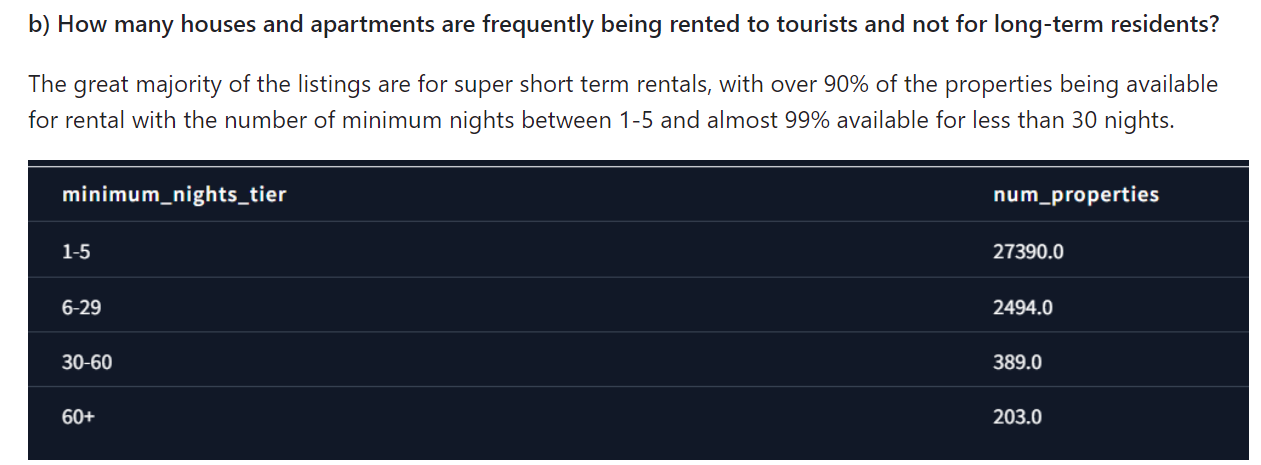 b) How many houses and apartments are frequently being rented to tourists and not for long-term residents?
The great majority of the listings are for super short term rentals, with over 90% of the properties being available
for rental with the number of minimum nights between 1-5 and almost 99% available for less than 30 nights.
minimum_nights_tier num_properties
1-5 27390.0
6-29 2494.0
30-60 389.0
60+ 203.0